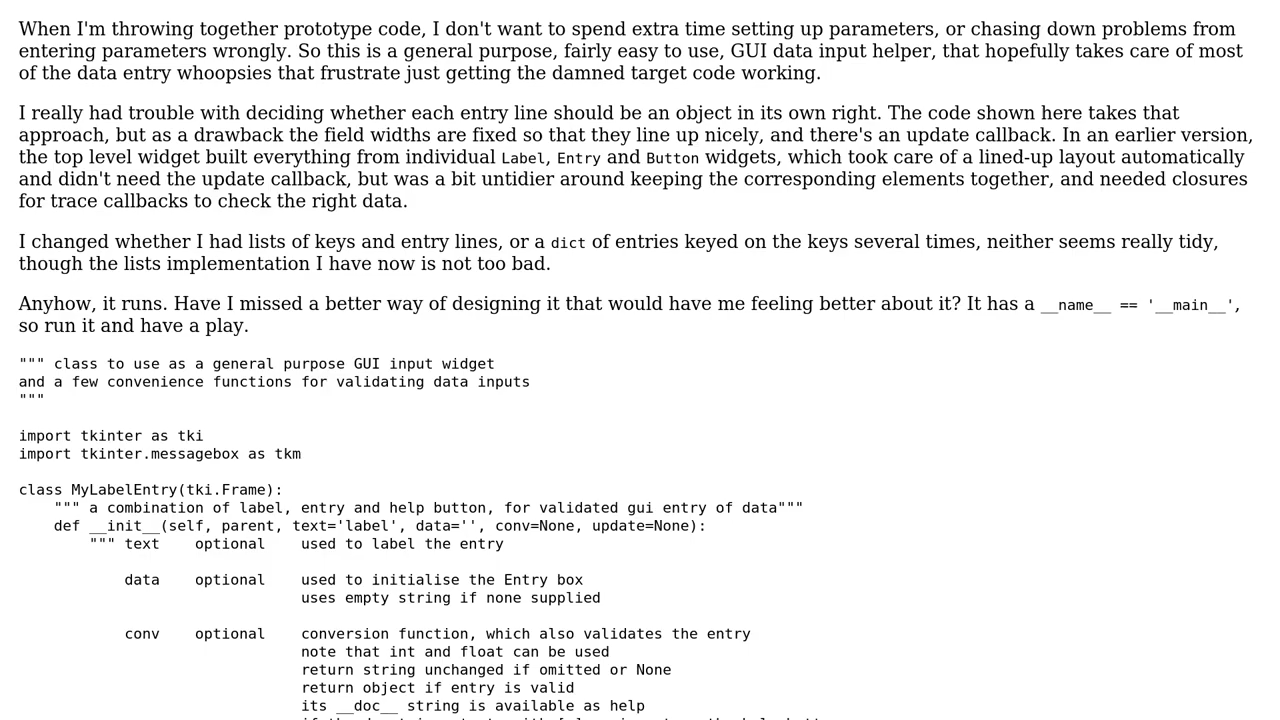 When I'm throwing together prototype code, I don't want to spend extra time setting up parameters, or chasing down problems from
entering parameters wrongly. So this is a general purpose, fairly easy to use, GUI data input helper, that hopefully takes care of most
of the data entry whoopsies that frustrate just getting the damned target code working.
I really had trouble with deciding whether each entry line should be an object in its own right. The code shown here takes that
approach, but as a drawback the field widths are fixed so that they line up nicely, and there's an update callback. In an earlier version,
the top level widget built everything from individual Label, Entry and Button widgets, which took care of a lined-up layout automatically
and didn't need the update callback, but was a bit untidier around keeping the corresponding elements together, and needed closures
for trace callbacks to check the right data.
I changed whether I had lists of keys and entry lines, or a dict of entries keyed on the keys several times, neither seems really tidy,
though the lists implementation I have now is not too bad.
Anyhow, it runs. Have I missed a better way of designing it that would have me feeling better about it? It has a __name__ == '__main__',
so run it and have a play.
""" class to use as a general purpose GUI input widget
and a few convenience functions for validating data inputs
"""
import tkinter as tki
import tkinter.messagebox as tkm
class MyLabelEntry(tki.Frame):
    """ a combination of label, entry and help button, for validated gui entry of data"""
    def __init__(self, parent, text='label', data='', conv=None, update=None):
        """ text    optional    used to label the entry
            data    optional    used to initialise the Entry box
                                uses empty string if none supplied
            conv    optional    conversion function, which also validates the entry
                                note that int and float can be used
                                return string unchanged if omitted or None
                                return object if entry is valid
                                its __doc__ string is available as help